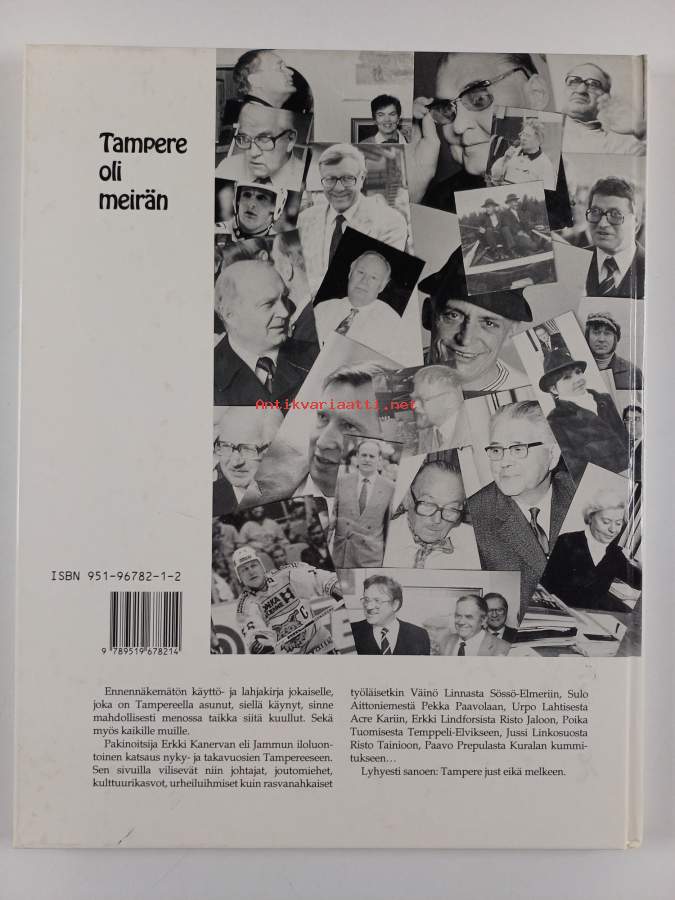 Tampere
oli
meirän
Antikvariaatti.net
ISBN 951-96782-1-2
9 789519 678214
Ennennäkemätön käyttö- ja lahjakirja jokaiselle,
joka on Tampereella asunut, siellä käynyt, sinne
mahdollisesti menossa taikka siitä kuullut. Sekä
myös kaikille muille.
Pakinoitsija Erkki Kanervan eli Jammun iloluon-
toinen katsaus nyky- ja takavuosien Tampereeseen.
Sen sivuilla vilisevät niin johtajat, joutomiehet,
kulttuurikasvot, urheiluihmiset kuin rasvanahkaiset
työläisetkin Väinö Linnasta Sössö-Elmeriin, Sulo
Aittoniemestä Pekka Paavolaan, Urpo Lahtisesta
Acre Kariin, Erkki Lindforsista Risto Jaloon, Poika
Tuomisesta Temppeli-Elvikseen, Jussi Linkosuosta
Risto Tainioon, Paavo Prepulasta Kuralan kummi-
tukseen…
Lyhyesti sanoen: Tampere just eikä melkeen.